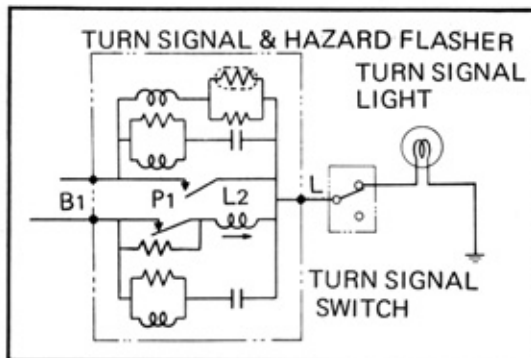 TURN SIGNAL & HAZARD FLASHER
TURN SIGNAL
LIGHT
P1
L2
L
B1
TURN SIGNAL
SWITCH